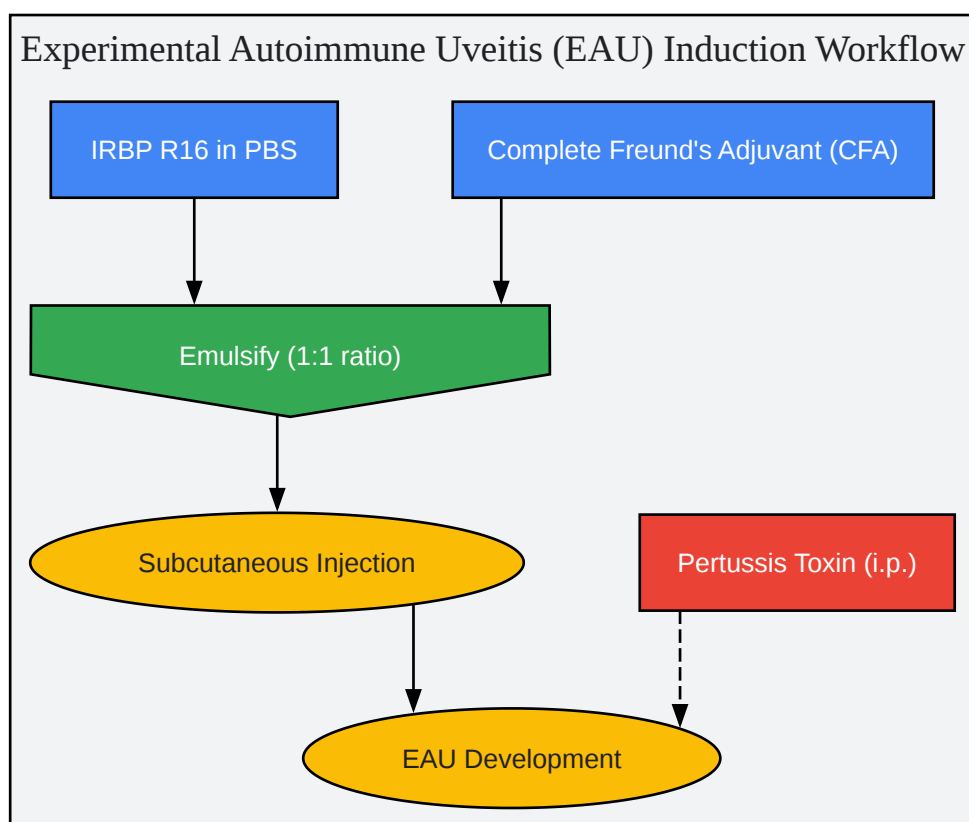 Experimental Autoimmune Uveitis (EAU) Induction Workflow
IRBP R16 in PBS
Complete Freund's Adjuvant (CFA)
Emulsify (1:1 ratio)
Subcutaneous Injection
Pertussis Toxin (i.p.)
EAU Development